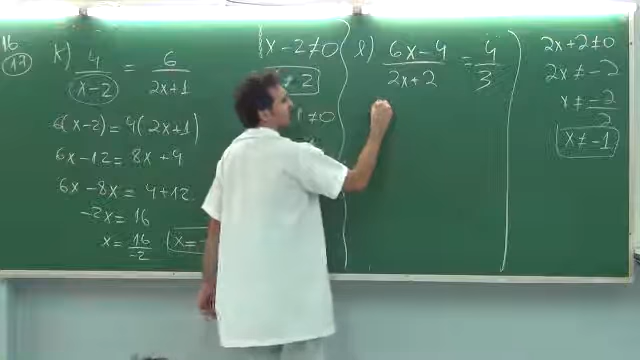 16
17
k) 4/(x-2) = 6/(2x+1)
6(x-2) = 4(2x+1)
6x-12 = 8x+4
6x-8x = 4+12
-2x = 16
x = 16/-2
x =
x-2≠0
≠ 2
1 ≠0
l) (6x-4)/(2x+2) = 4/3
2x+2≠0
2x ≠ -2
x ≠ -2/2
x ≠ -1